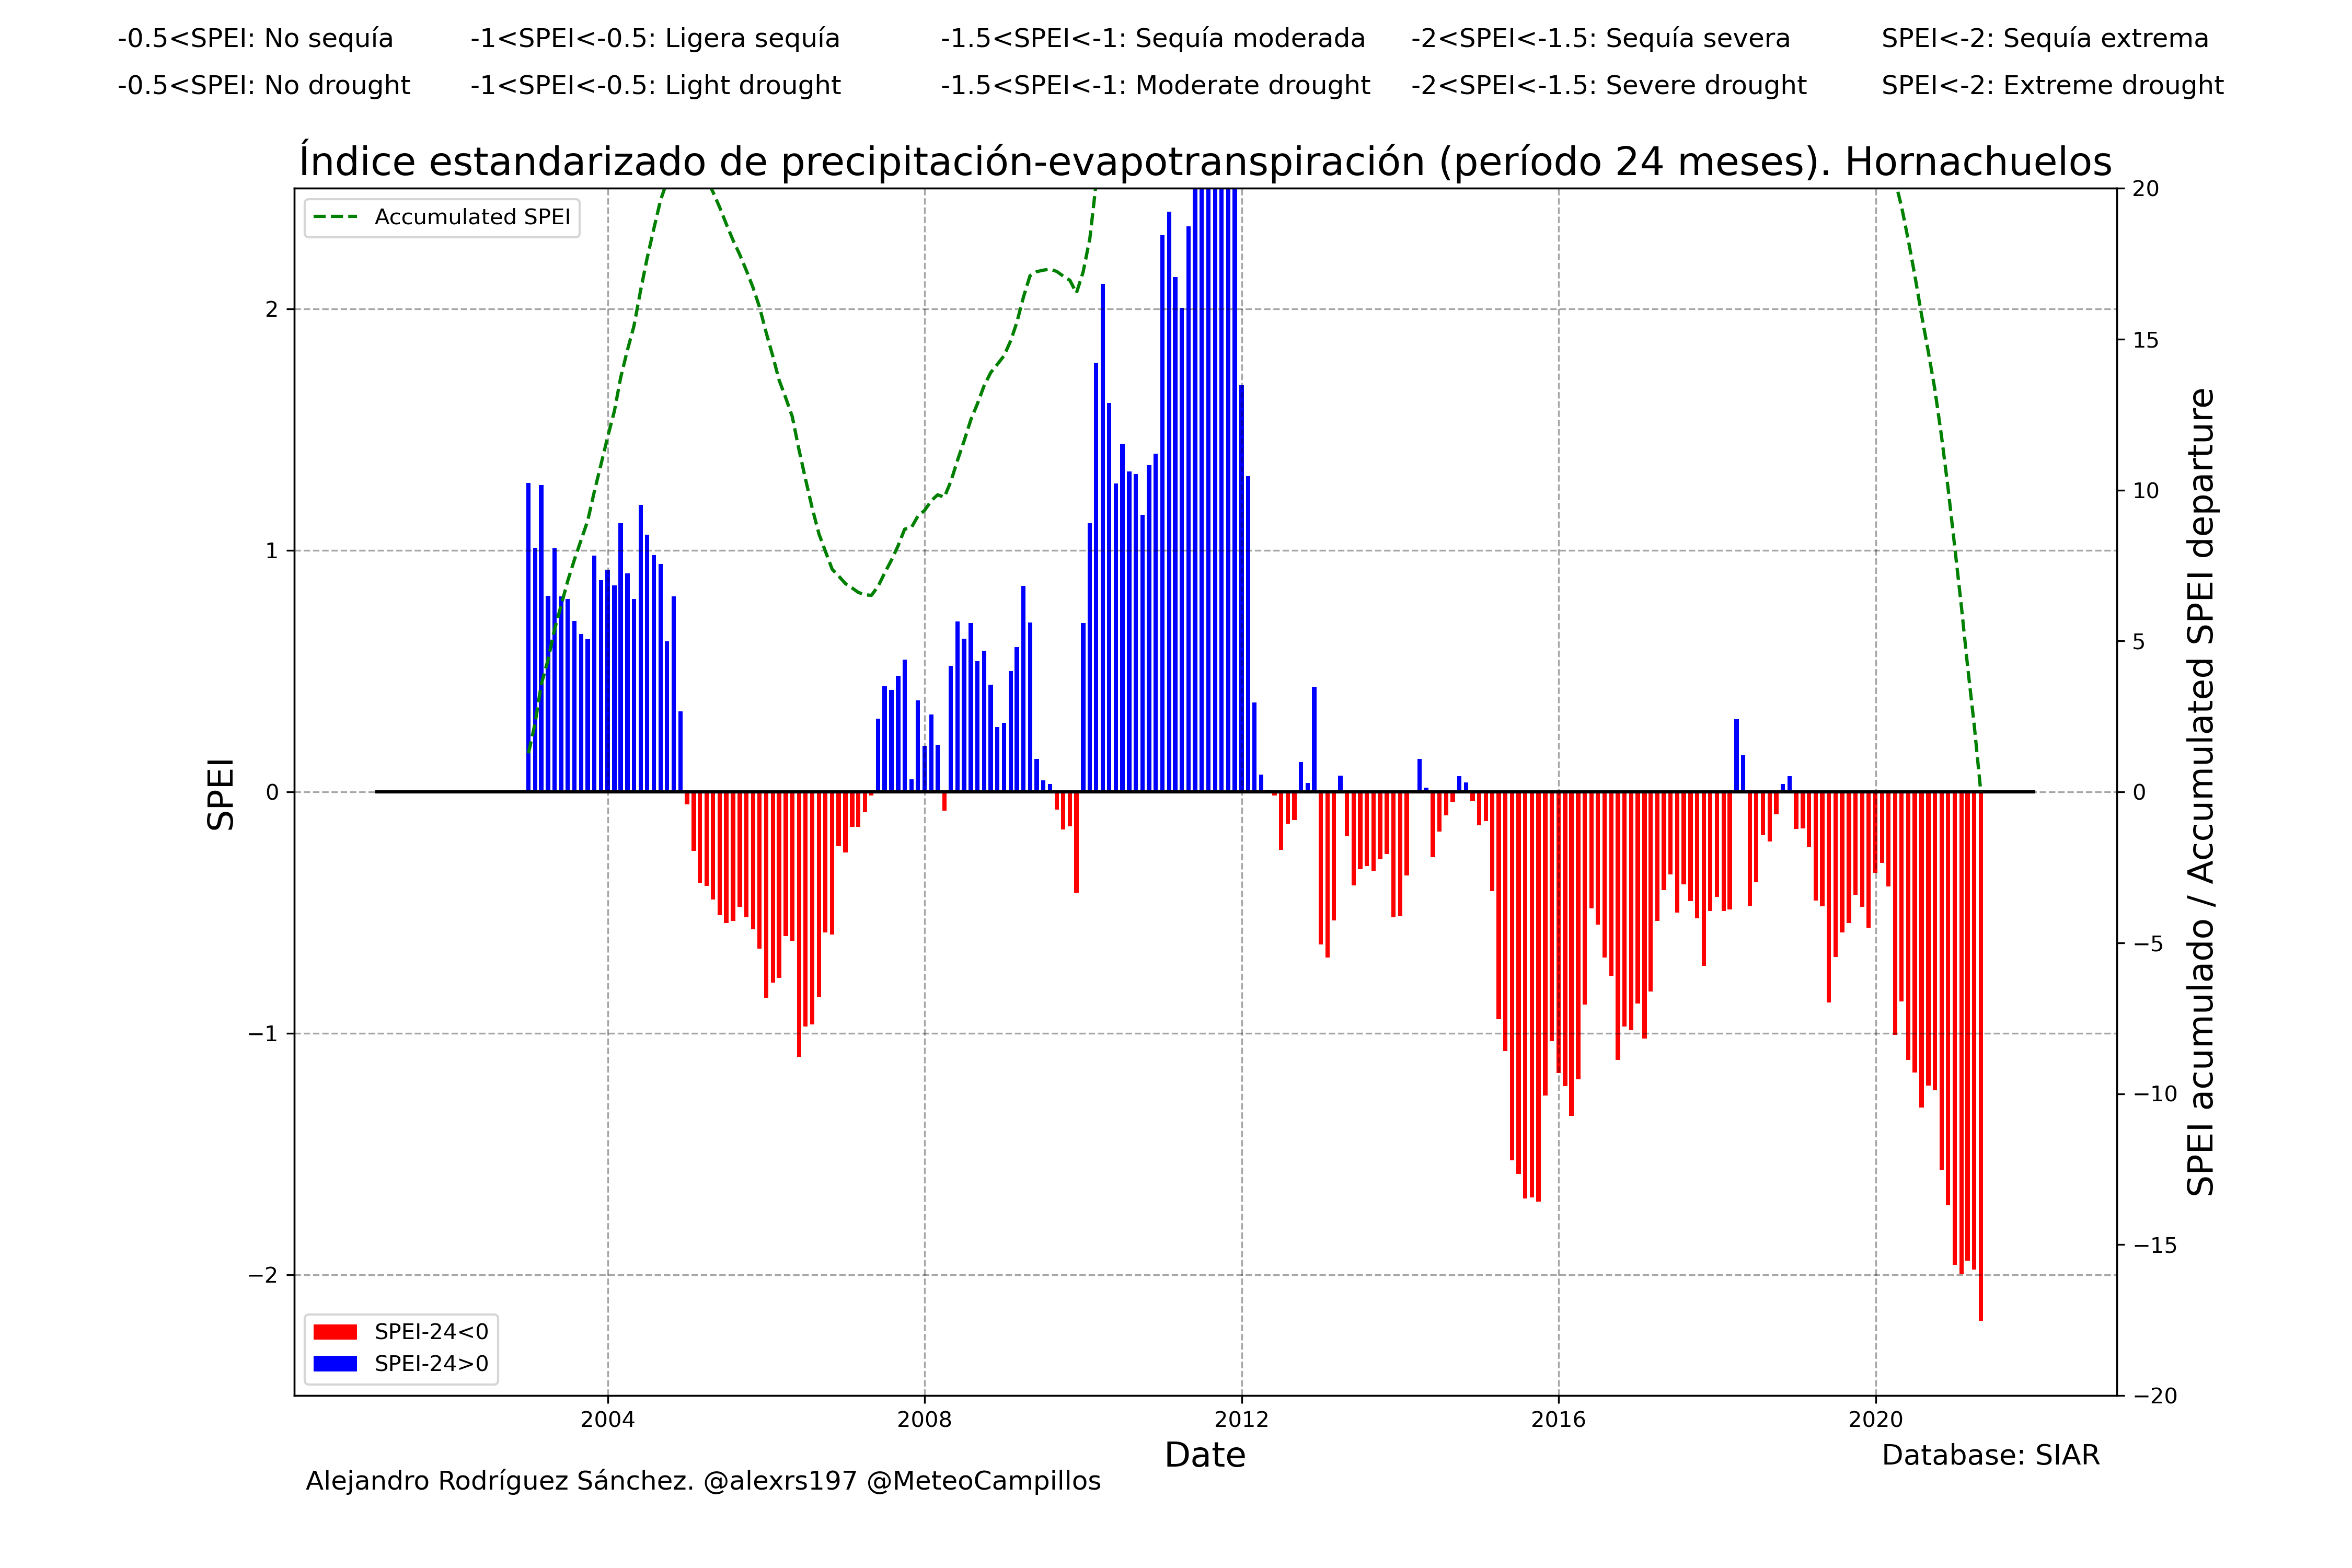 -0.5<SPEI: No sequía -1<SPEI<-0.5: Ligera sequía -1.5<SPEI<-1: Sequía moderada -2<SPEI<-1.5: Sequía severa SPEI<-2: Sequía extrema
-0.5<SPEI: No drought -1<SPEI<-0.5: Light drought -1.5<SPEI<-1: Moderate drought -2<SPEI<-1.5: Severe drought SPEI<-2: Extreme drought
Índice estandarizado de precipitación-evapotranspiración (período 24 meses). Hornachuelos
Accumulated SPEI
SPEI
2
1
0
−1
−2
20
15
10
5
0
−5
−10
−15
−20
SPEI acumulado / Accumulated SPEI departure
SPEI-24<0
SPEI-24>0
2004 2008 2012 2016 2020
Date
Database: SIAR
Alejandro Rodríguez Sánchez. @alexrs197 @MeteoCampillos